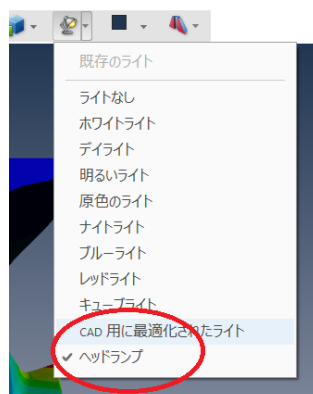 既存のライト
ライトなし
ホワイトライト
デイライト
明るいライト
原色のライト
ナイトライト
ブルーライト
レッドライト
キューブライト
CAD 用に最適化されたライト
ヘッドランプ